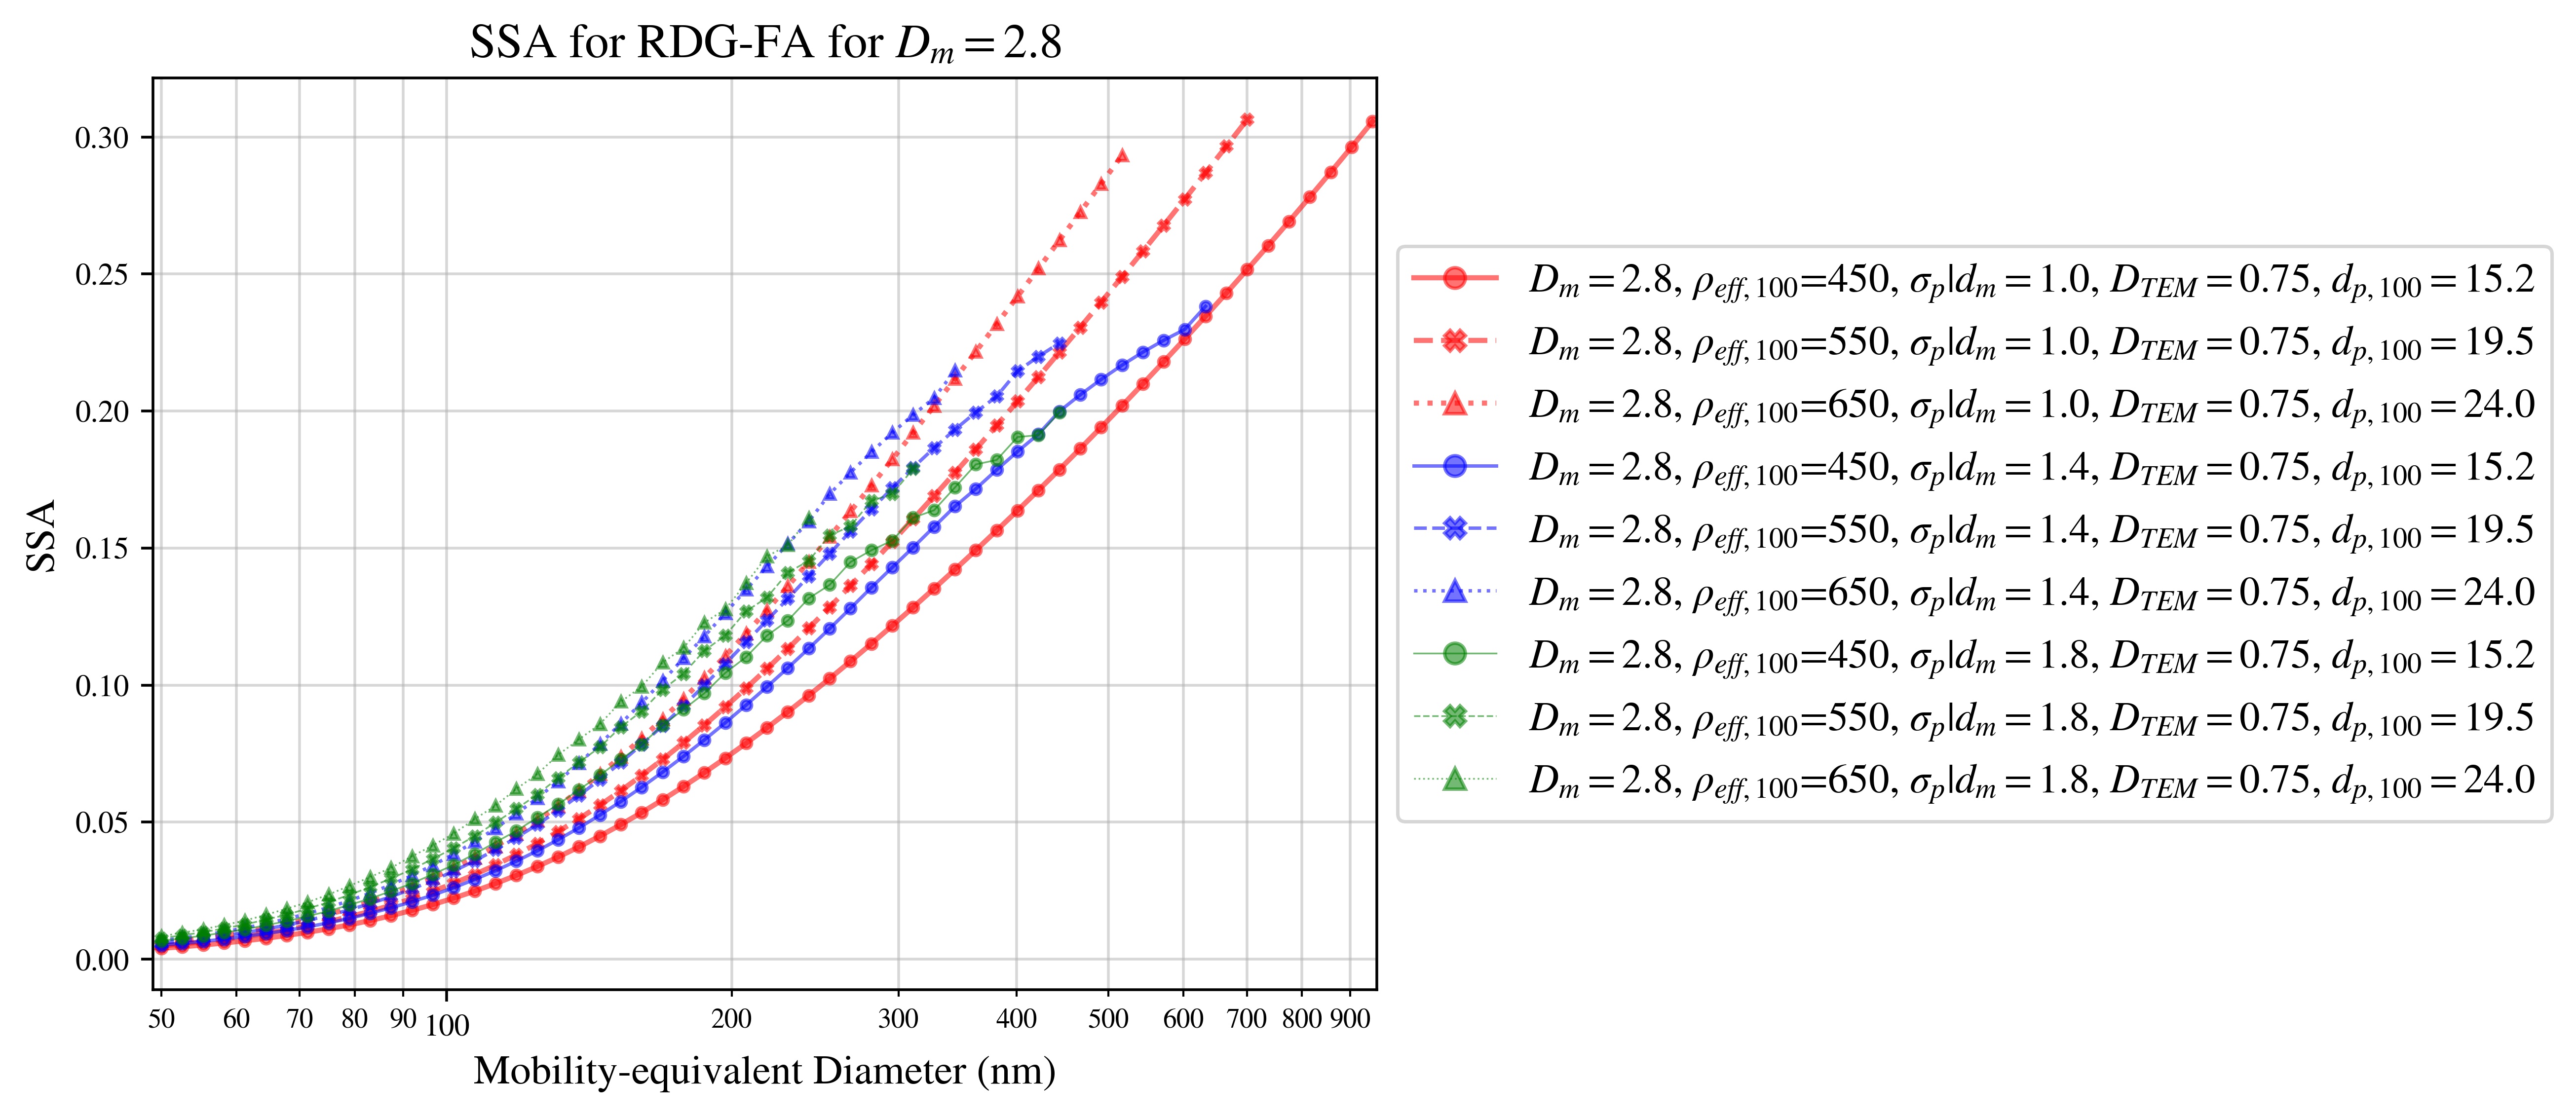 SSA for RDG-FA for Dₘ = 2.8
SSA
0.30
0.25
0.20
0.15
0.10
0.05
0.00
50 60 70 80 90 100 200 300 400 500 600 700 800 900
Mobility-equivalent Diameter (nm)
D_m = 2.8, ρ_eff,100=450, σ_p|d_m = 1.0, D_TEM = 0.75, d_p,100 = 15.2
D_m = 2.8, ρ_eff,100=550, σ_p|d_m = 1.0, D_TEM = 0.75, d_p,100 = 19.5
D_m = 2.8, ρ_eff,100=650, σ_p|d_m = 1.0, D_TEM = 0.75, d_p,100 = 24.0
D_m = 2.8, ρ_eff,100=450, σ_p|d_m = 1.4, D_TEM = 0.75, d_p,100 = 15.2
D_m = 2.8, ρ_eff,100=550, σ_p|d_m = 1.4, D_TEM = 0.75, d_p,100 = 19.5
D_m = 2.8, ρ_eff,100=650, σ_p|d_m = 1.4, D_TEM = 0.75, d_p,100 = 24.0
D_m = 2.8, ρ_eff,100=450, σ_p|d_m = 1.8, D_TEM = 0.75, d_p,100 = 15.2
D_m = 2.8, ρ_eff,100=550, σ_p|d_m = 1.8, D_TEM = 0.75, d_p,100 = 19.5
D_m = 2.8, ρ_eff,100=650, σ_p|d_m = 1.8, D_TEM = 0.75, d_p,100 = 24.0